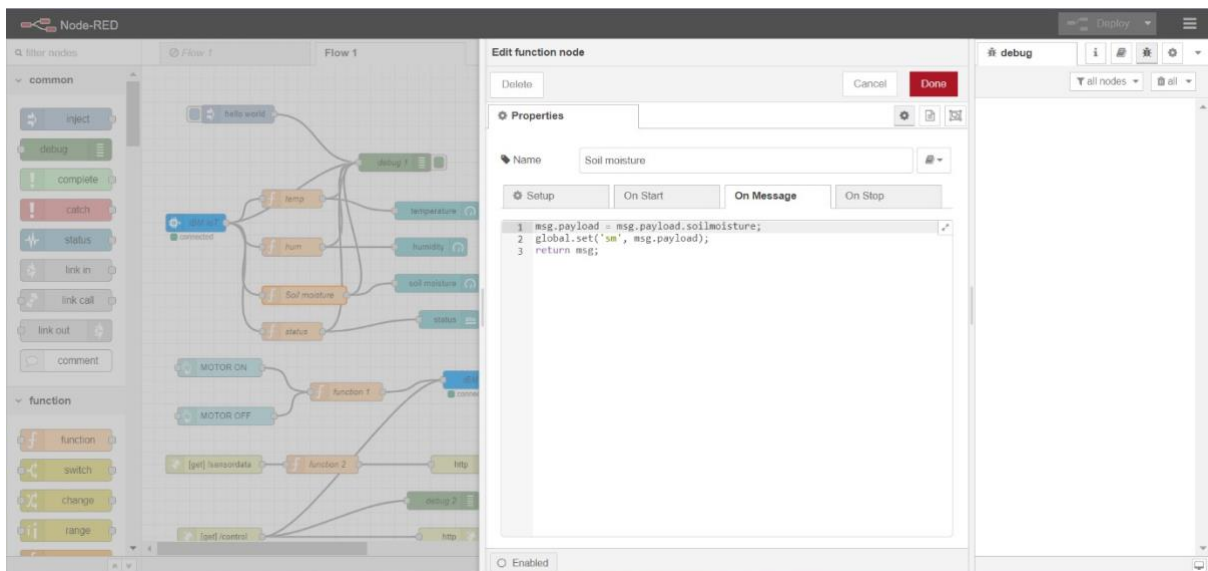 Node-RED
Deploy
filter nodes
Flow 1
Flow 1
Edit function node
debug
i
Delete
Cancel
Done
all nodes
all
common
Properties
inject
debug
complete
catch
status
link in
link call
link out
comment
function
function
switch
change
range
hello world
debug 1
temp
temperature
connected
hum
humidity
Soil moisture
soil moisture
status
status
MOTOR ON
function 1
MOTOR OFF
[get] /sensordata
function 2
http
debug 2
[get] /control
http
Name
Soil moisture
Setup
On Start
On Message
On Stop
1 msg.payload = msg.payload.soilmoisture;
2 global.set('sm', msg.payload);
3 return msg;
Enabled